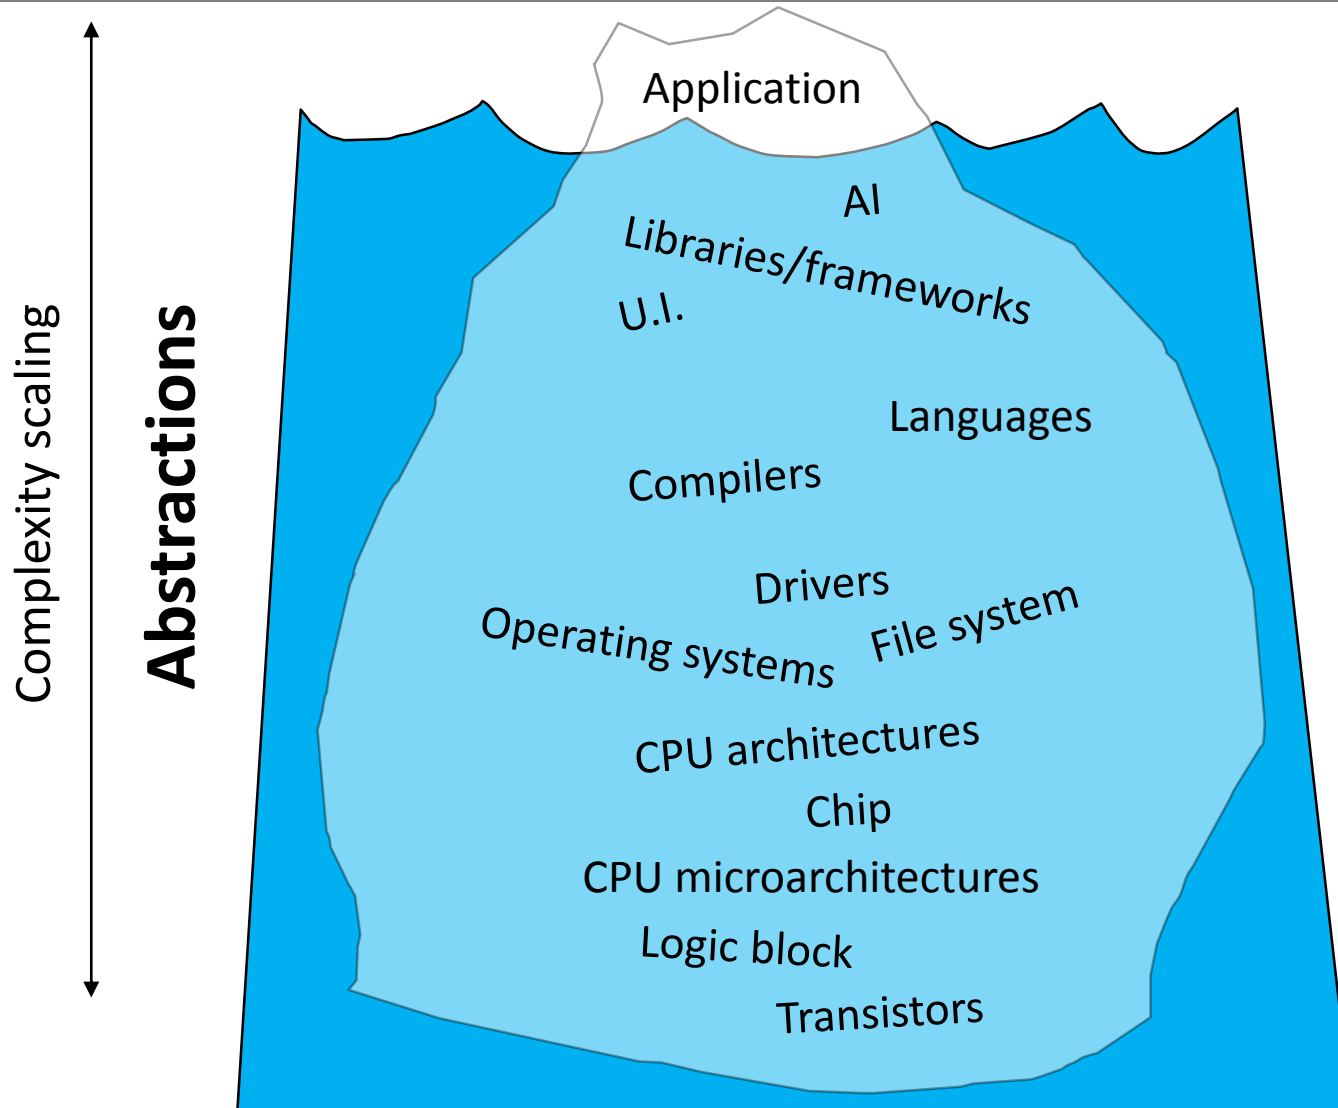 Application
AI
Libraries/frameworks
U.I.
Languages
Compilers
Drivers
Operating systems
File system
CPU architectures
Chip
CPU microarchitectures
Logic block
Transistors
Complexity scaling
Abstractions